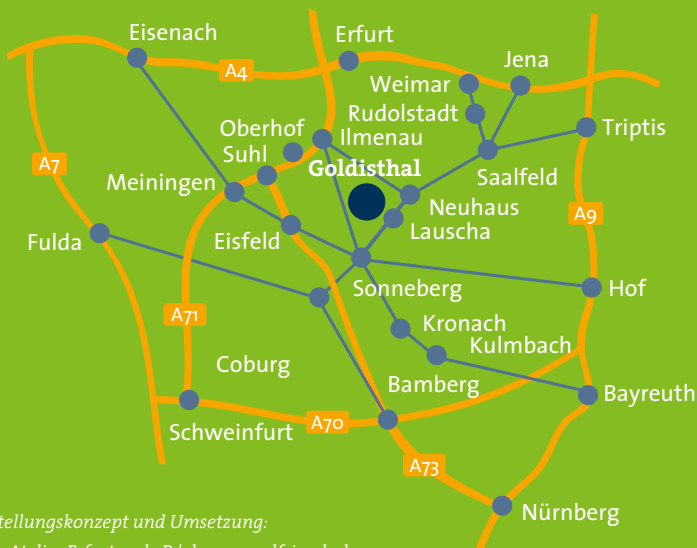 Eisenach
Erfurt
A4
Jena
Weimar
Rudolstadt
Oberhof
Ilmenau
Triptis
Suhl
A7
Goldisthal
Saalfeld
Meiningen
Neuhaus
A9
Lauscha
Fulda
Eisfeld
Sonneberg
Hof
A71
Kronach
Kulmbach
Coburg
Bamberg
Bayreuth
A70
Schweinfurt
A73
Nürnberg
tellungskonzept und Umsetzung: